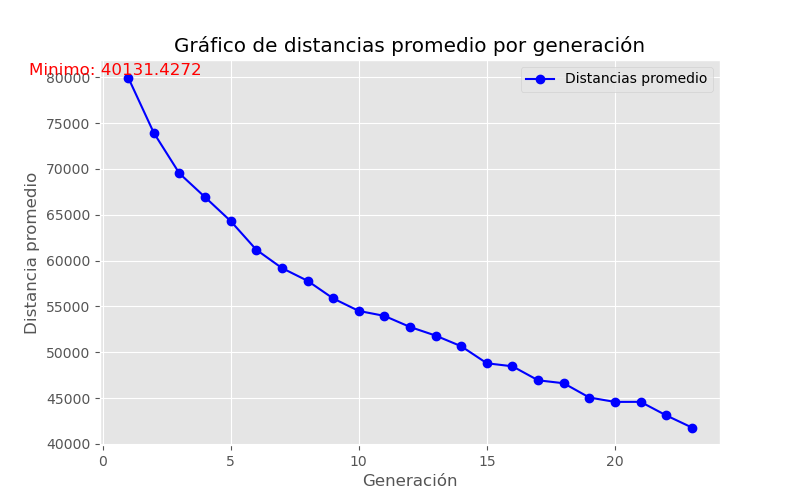 Gráfico de distancias promedio por generación
Minimo: 40131.4272
Distancias promedio
80000
75000
70000
65000
60000
55000
50000
45000
40000
Distancia promedio
0 5 10 15 20
Generación